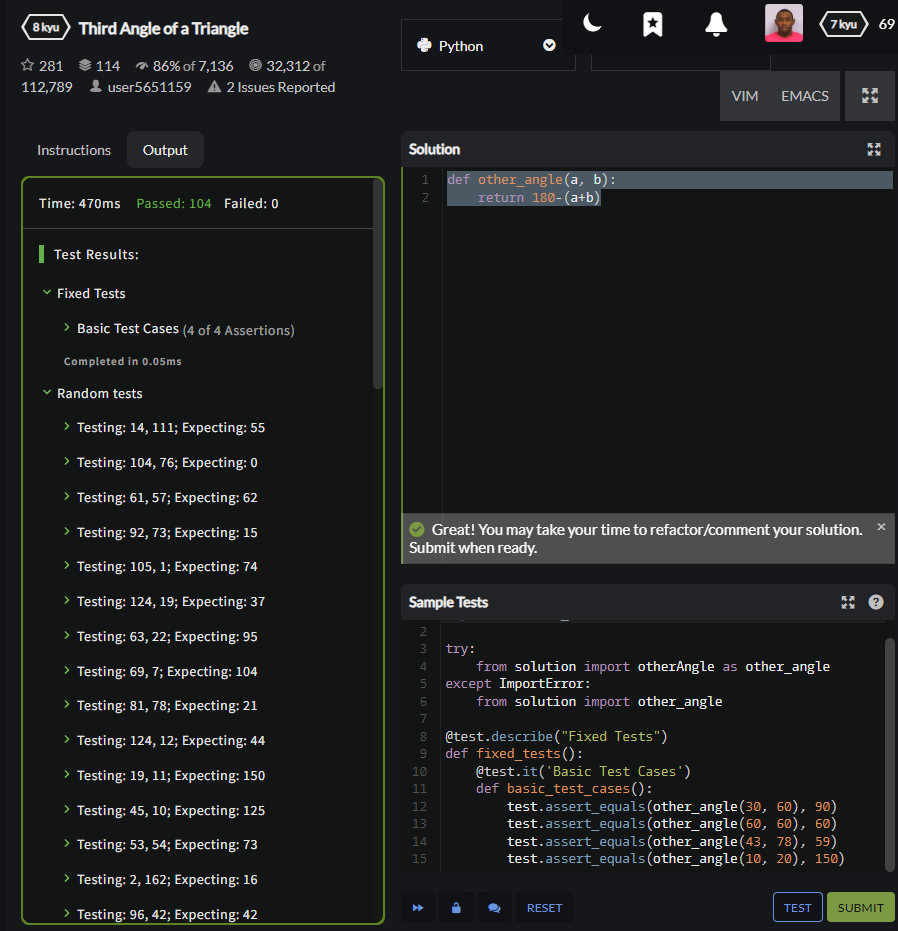 8 kyu Third Angle of a Triangle
281 114 86% of 7,136 32,312 of
112,789 user5651159 2 Issues Reported
Python
7 kyu 69
VIM EMACS
Instructions Output
Time: 470ms Passed: 104 Failed: 0
Test Results:
Fixed Tests
Basic Test Cases (4 of 4 Assertions)
Completed in 0.05ms
Random tests
Testing: 14, 111; Expecting: 55
Testing: 104, 76; Expecting: 0
Testing: 61, 57; Expecting: 62
Testing: 92, 73; Expecting: 15
Testing: 105, 1; Expecting: 74
Testing: 124, 19; Expecting: 37
Testing: 63, 22; Expecting: 95
Testing: 69, 7; Expecting: 104
Testing: 81, 78; Expecting: 21
Testing: 124, 12; Expecting: 44
Testing: 19, 11; Expecting: 150
Testing: 45, 10; Expecting: 125
Testing: 53, 54; Expecting: 73
Testing: 2, 162; Expecting: 16
Testing: 96, 42; Expecting: 42
Solution
1 def other_angle(a, b):
2     return 180-(a+b)
Great! You may take your time to refactor/comment your solution.
Submit when ready.
Sample Tests
2
3 try:
4     from solution import otherAngle as other_angle
5 except ImportError:
6     from solution import other_angle
7
8 @test.describe("Fixed Tests")
9 def fixed_tests():
10     @test.it('Basic Test Cases')
11     def basic_test_cases():
12         test.assert_equals(other_angle(30, 60), 90)
13         test.assert_equals(other_angle(60, 60), 60)
14         test.assert_equals(other_angle(43, 78), 59)
15         test.assert_equals(other_angle(10, 20), 150)
RESET TEST SUBMIT